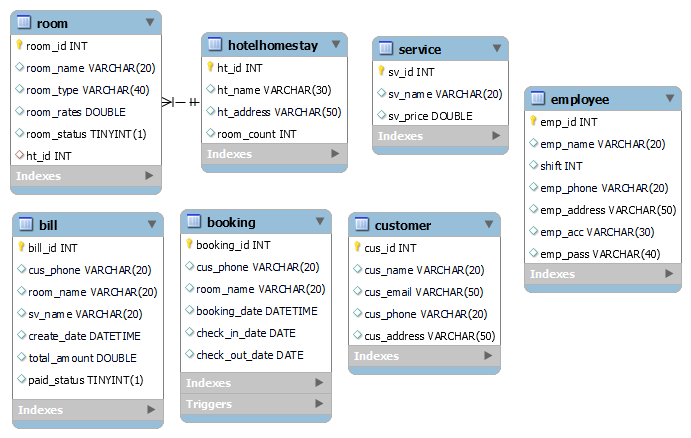 room
room_id INT
room_name VARCHAR(20)
room_type VARCHAR(40)
room_rates DOUBLE
room_status TINYINT(1)
ht_id INT
Indexes
hotelhomestay
ht_id INT
ht_name VARCHAR(30)
ht_address VARCHAR(50)
room_count INT
Indexes
service
sv_id INT
sv_name VARCHAR(20)
sv_price DOUBLE
Indexes
employee
emp_id INT
emp_name VARCHAR(20)
shift INT
emp_phone VARCHAR(20)
emp_address VARCHAR(50)
emp_acc VARCHAR(30)
emp_pass VARCHAR(40)
Indexes
bill
bill_id INT
cus_phone VARCHAR(20)
room_name VARCHAR(20)
sv_name VARCHAR(20)
create_date DATETIME
total_amount DOUBLE
paid_status TINYINT(1)
Indexes
booking
booking_id INT
cus_phone VARCHAR(20)
room_name VARCHAR(20)
booking_date DATETIME
check_in_date DATE
check_out_date DATE
Indexes
Triggers
customer
cus_id INT
cus_name VARCHAR(20)
cus_email VARCHAR(50)
cus_phone VARCHAR(20)
cus_address VARCHAR(50)
Indexes